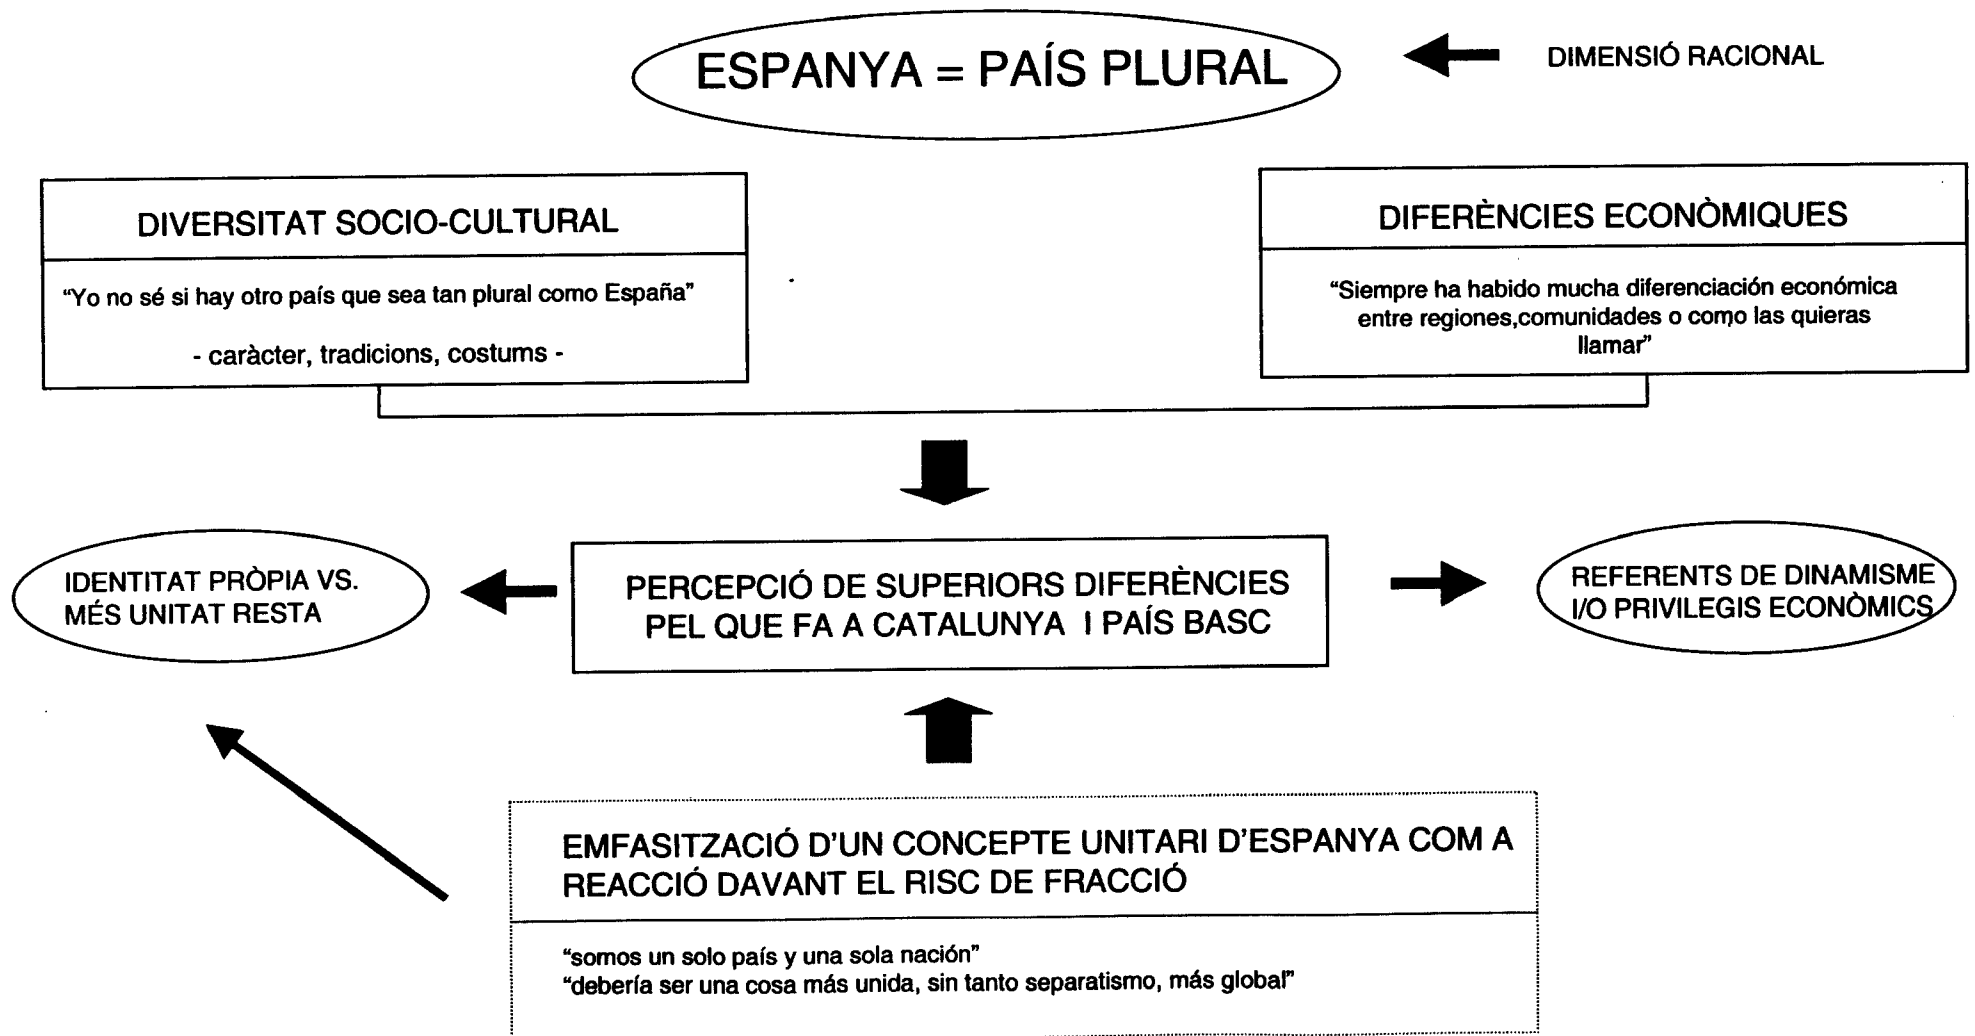 ESPANYA = PAÍS PLURAL
DIMENSIÓ RACIONAL
DIVERSITAT SOCIO-CULTURAL
“Yo no sé si hay otro país que sea tan plural como España”
- caràcter, tradicions, costums -
DIFERÈNCIES ECONÒMIQUES
“Siempre ha habido mucha diferenciación económica
entre regiones,comunidades o como las quieras
llamar”
IDENTITAT PRÒPIA VS.
MÉS UNITAT RESTA
PERCEPCIÓ DE SUPERIORS DIFERÈNCIES
PEL QUE FA A CATALUNYA I PAÍS BASC
REFERENTS DE DINAMISME
I/O PRIVILEGIS ECONÒMICS
EMFASITZACIÓ D'UN CONCEPTE UNITARI D'ESPANYA COM A
REACCIÓ DAVANT EL RISC DE FRACCIÓ
“somos un solo país y una sola nación”
“debería ser una cosa más unida, sin tanto separatismo, más global”